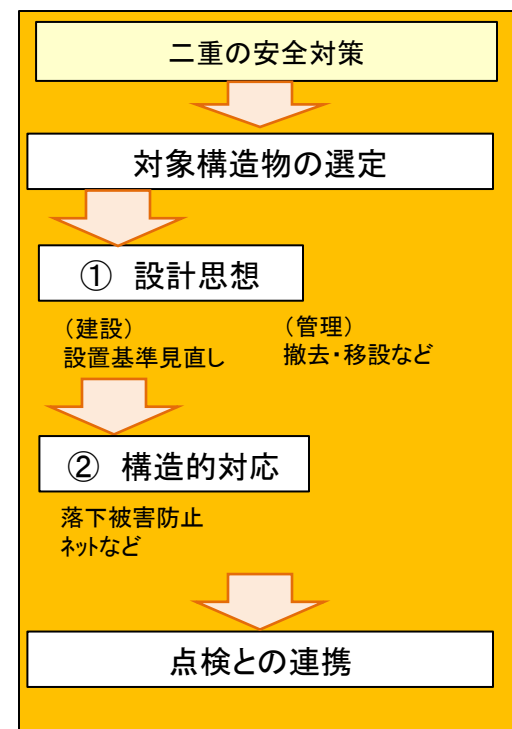 二重の安全対策
対象構造物の選定
① 設計思想
（建設）
設置基準見直し
（管理）
撤去・移設など
② 構造的対応
落下被害防止
ネットなど
点検との連携